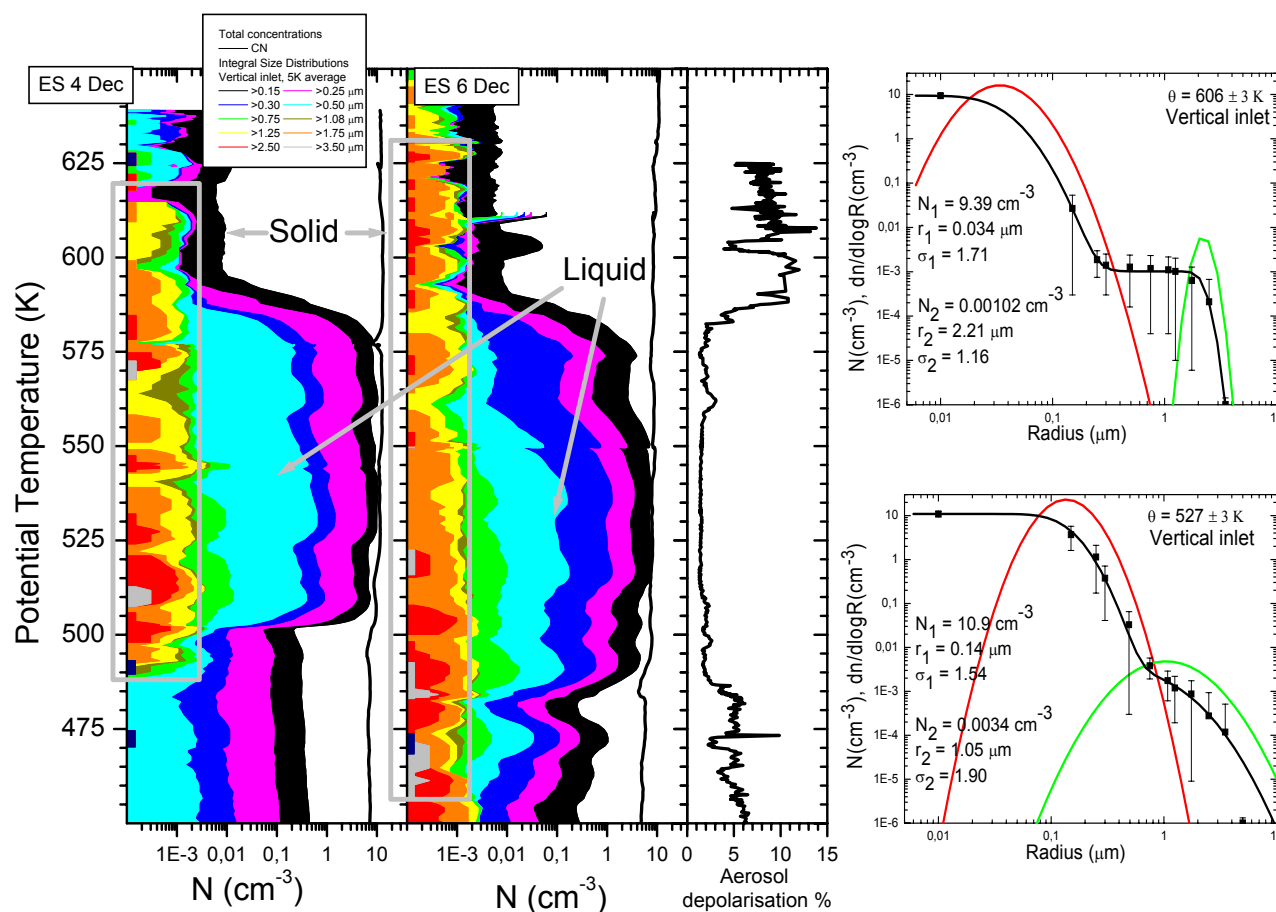 Total concentrations
CN
Integral Size Distributions
Vertical inlet, 5K average
>0.15 >0.25 µm
>0.30 >0.50 µm
>0.75 >1.08 µm
>1.25 >1.75 µm
>2.50 >3.50 µm
ES 4 Dec
ES 6 Dec
Solid
Liquid
Potential Temperature (K)
625
600
575
550
525
500
475
1E-3 0,01 0,1 1 10
N (cm-3)
1E-3 0,01 0,1 1 10
N (cm-3)
0 5 10 15
Aerosol
depolarisation %
θ = 606 ± 3 K
Vertical inlet
N1 = 9.39 cm-3
r1 = 0.034 µm
σ1 = 1.71
N2 = 0.00102 cm-3
r2 = 2.21 µm
σ2 = 1.16
N(cm-3), dn/dlogR(cm-3)
10
1
0,1
0,01
1E-3
1E-4
1E-5
1E-6
0,01 0,1 1
Radius (µm)
θ = 527 ± 3 K
Vertical inlet
N1 = 10.9 cm-3
r1 = 0.14 µm
σ1 = 1.54
N2 = 0.0034 cm-3
r2 = 1.05 µm
σ2 = 1.90
N(cm-3), dn/dlogR(cm-3)
10
1
0,1
0,01
1E-3
1E-4
1E-5
1E-6
0,01 0,1 1
Radius (µm)